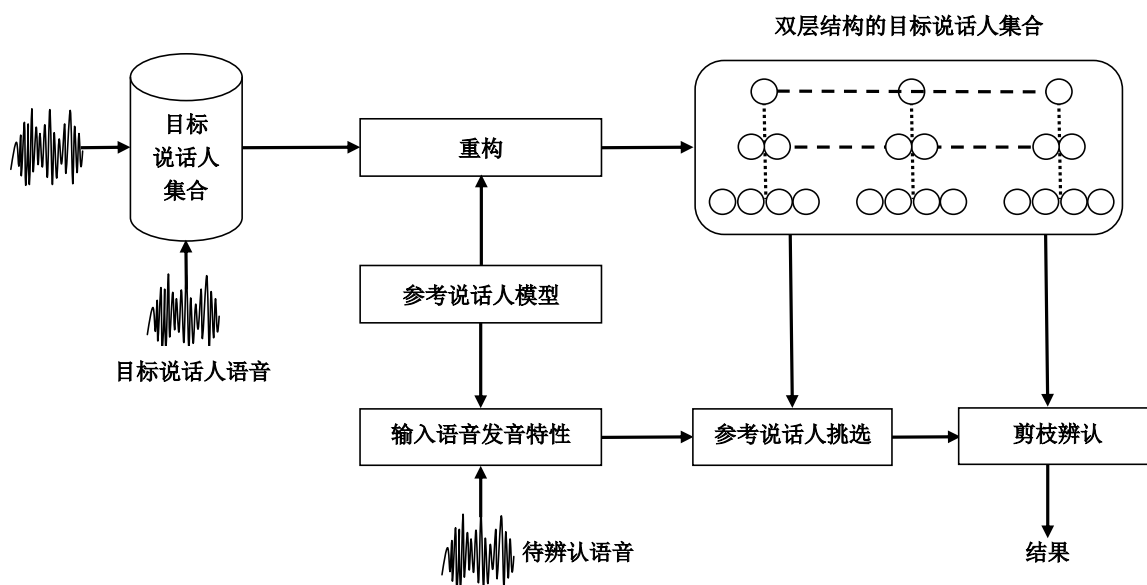 双层结构的目标说话人集合
目标
说话人
集合
重构
参考说话人模型
目标说话人语音
输入语音发音特性
参考说话人挑选
剪枝辨认
待辨认语音
结果